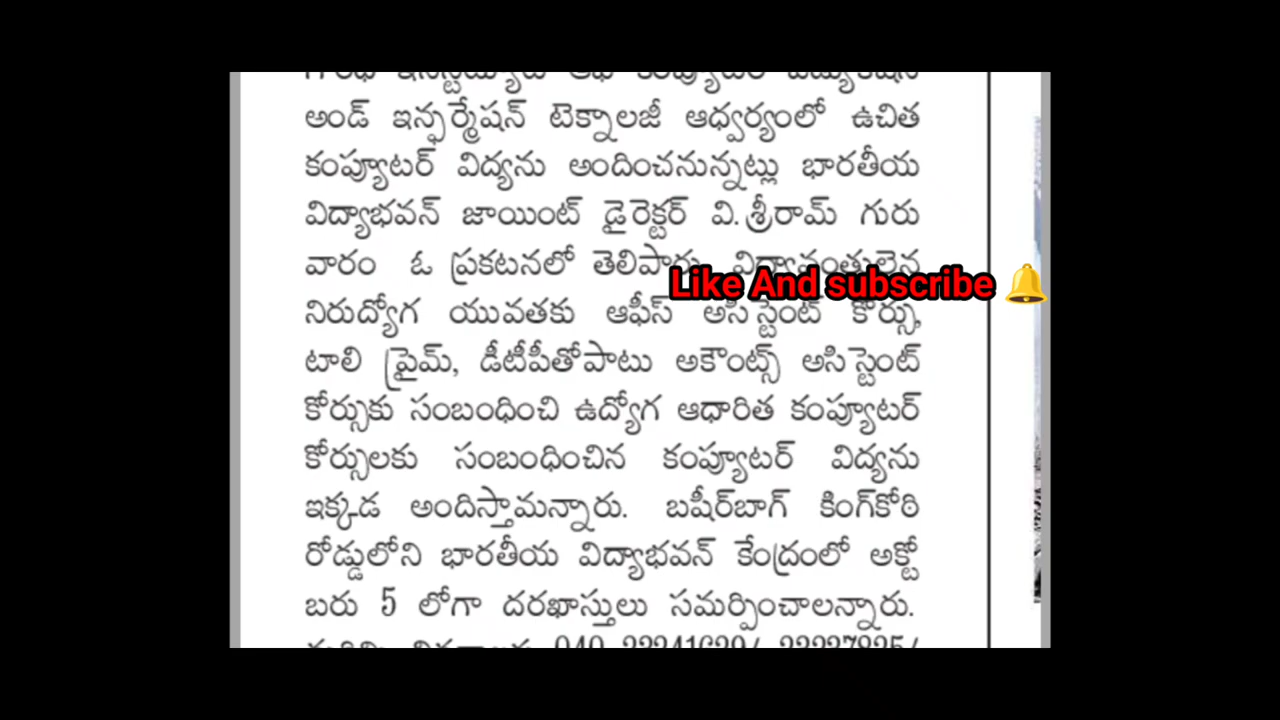 అండ్ ఇన్ఫర్మేషన్ టెక్నాలజీ ఆధ్వర్యంలో ఉచిత
కంప్యూటర్ విద్యను అందించనున్నట్లు భారతీయ
విద్యాభవన్ జాయింట్ డైరెక్టర్ వి.శ్రీరామ్ గురు
వారం ఓ ప్రకటనలో తెలిపారు. విద్యావంతులైన
Like And subscribe 🔔
నిరుద్యోగ యువతకు ఆఫీస్ అసిస్టెంట్ కోర్సు,
టాలి ప్రైమ్, డీటీపీతోపాటు అకౌంట్స్ అసిస్టెంట్
కోర్సుకు సంబంధించి ఉద్యోగ ఆధారిత కంప్యూటర్
కోర్సులకు సంబంధించిన కంప్యూటర్ విద్యను
ఇక్కడ అందిస్తామన్నారు. బషీర్‌బాగ్ కింగ్‌కోఠి
రోడ్డులోని భారతీయ విద్యాభవన్ కేంద్రంలో అక్టో
బరు 5 లోగా దరఖాస్తులు సమర్పించాలన్నారు.